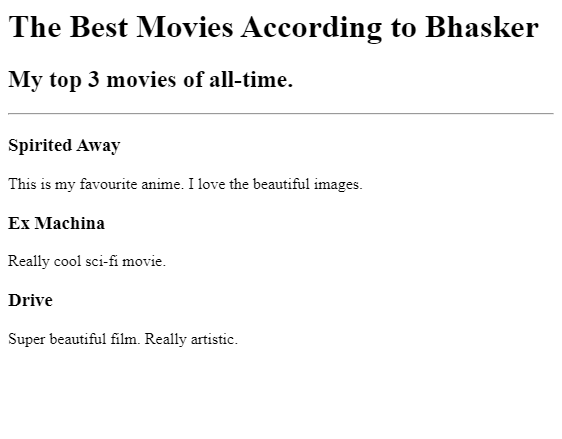 The Best Movies According to Bhasker
My top 3 movies of all-time.
Spirited Away
This is my favourite anime. I love the beautiful images.
Ex Machina
Really cool sci-fi movie.
Drive
Super beautiful film. Really artistic.